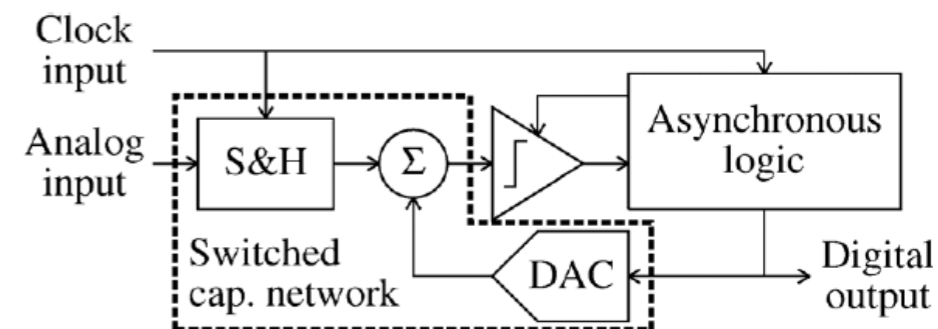 Clock
input
Analog
input
S&H
Σ
Asynchronous
logic
Switched
cap. network
DAC
Digital
output